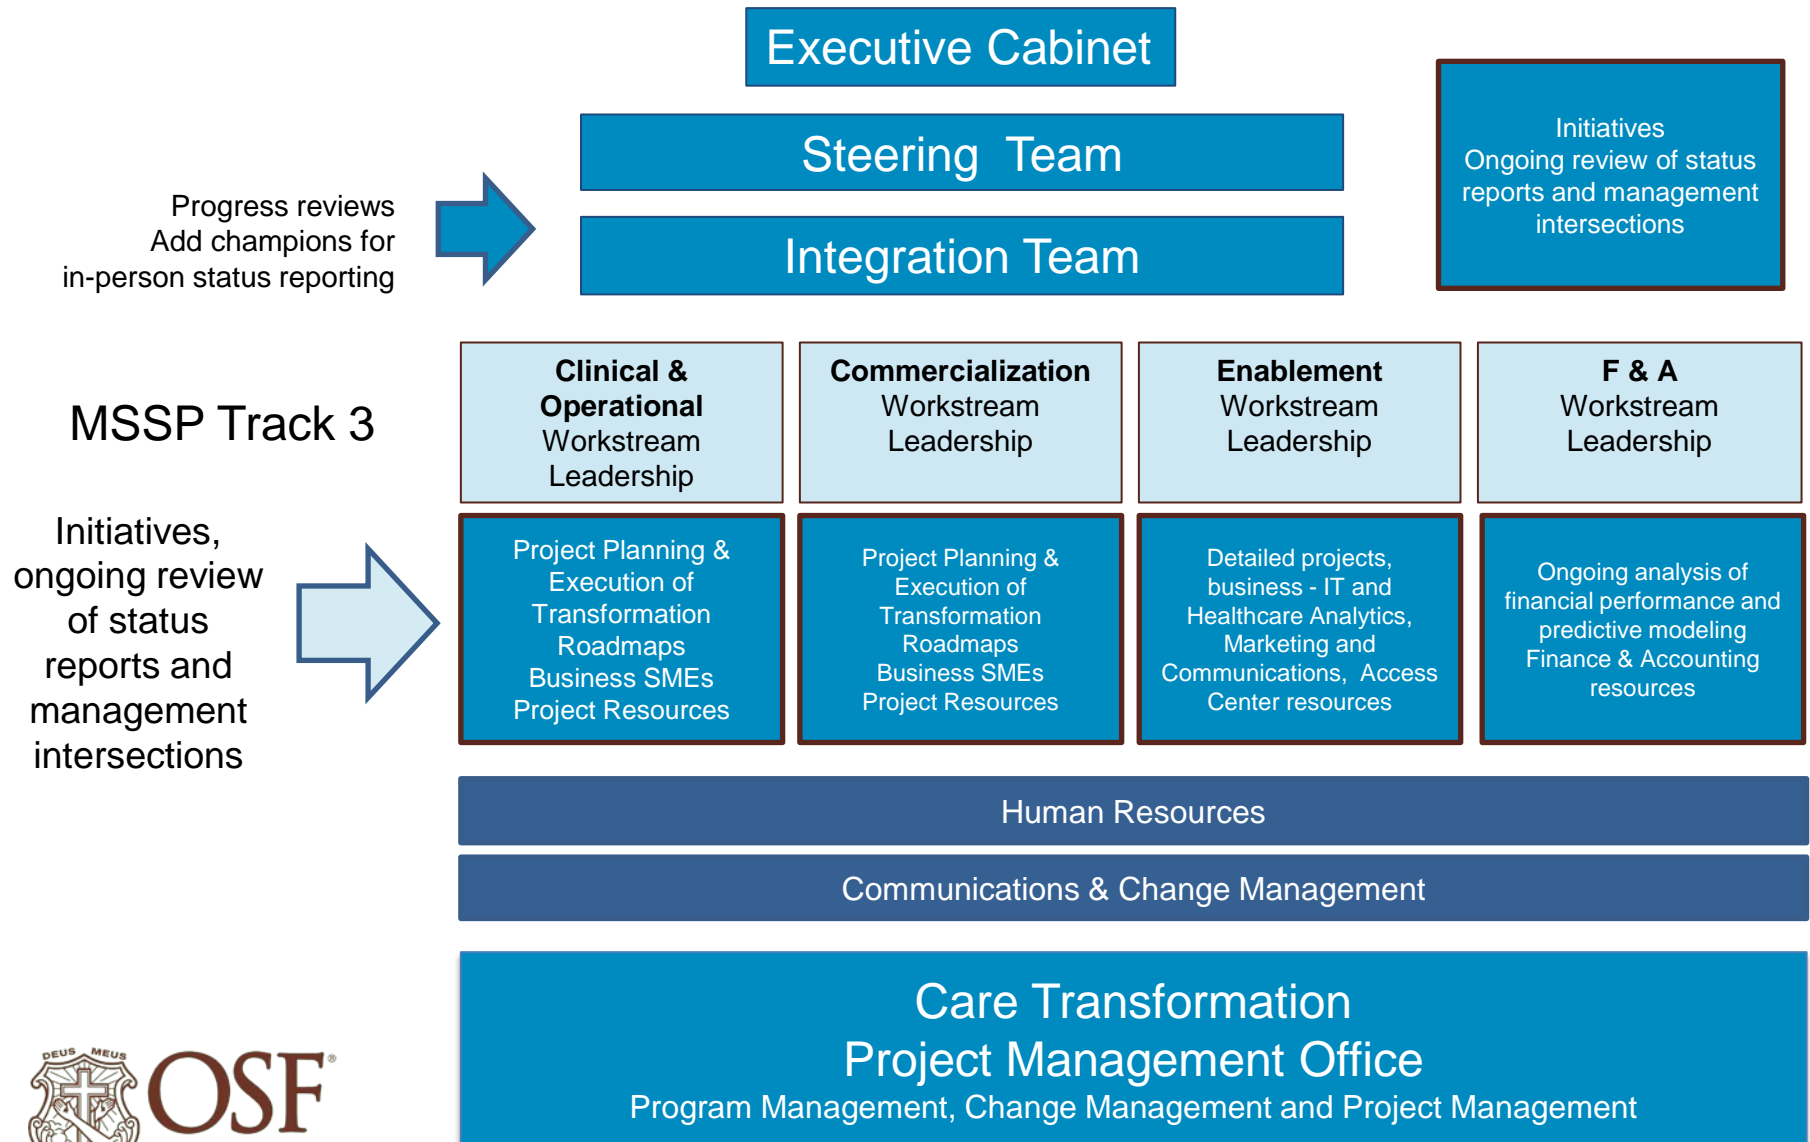 Executive Cabinet
Steering Team
Integration Team
Initiatives
Ongoing review of status
reports and management
intersections
Progress reviews
Add champions for
in-person status reporting
MSSP Track 3
Clinical &
Operational
Workstream
Leadership
Commercialization
Workstream
Leadership
Enablement
Workstream
Leadership
F & A
Workstream
Leadership
Initiatives,
ongoing review
of status
reports and
management
intersections
Project Planning &
Execution of
Transformation
Roadmaps
Business SMEs
Project Resources
Project Planning &
Execution of
Transformation
Roadmaps
Business SMEs
Project Resources
Detailed projects,
business - IT and
Healthcare Analytics,
Marketing and
Communications, Access
Center resources
Ongoing analysis of
financial performance and
predictive modeling
Finance & Accounting
resources
Human Resources
Communications & Change Management
Care Transformation
Project Management Office
Program Management, Change Management and Project Management
DEUS MEUS
OSF®